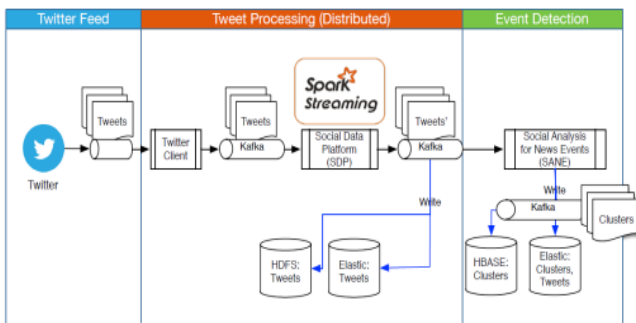 Twitter Feed
Tweet Processing (Distributed)
Event Detection
Spark
Streaming
Tweets
Tweets
Tweets'
Twitter
Client
Kafka
Social Data
Platform
(SDP)
Kafka
Social Analysis
for News Events
(SANE)
Twitter
Write
Write
Kafka
Clusters
HDFS:
Tweets
Elastic:
Tweets
HBASE:
Clusters
Elastic:
Clusters,
Tweets